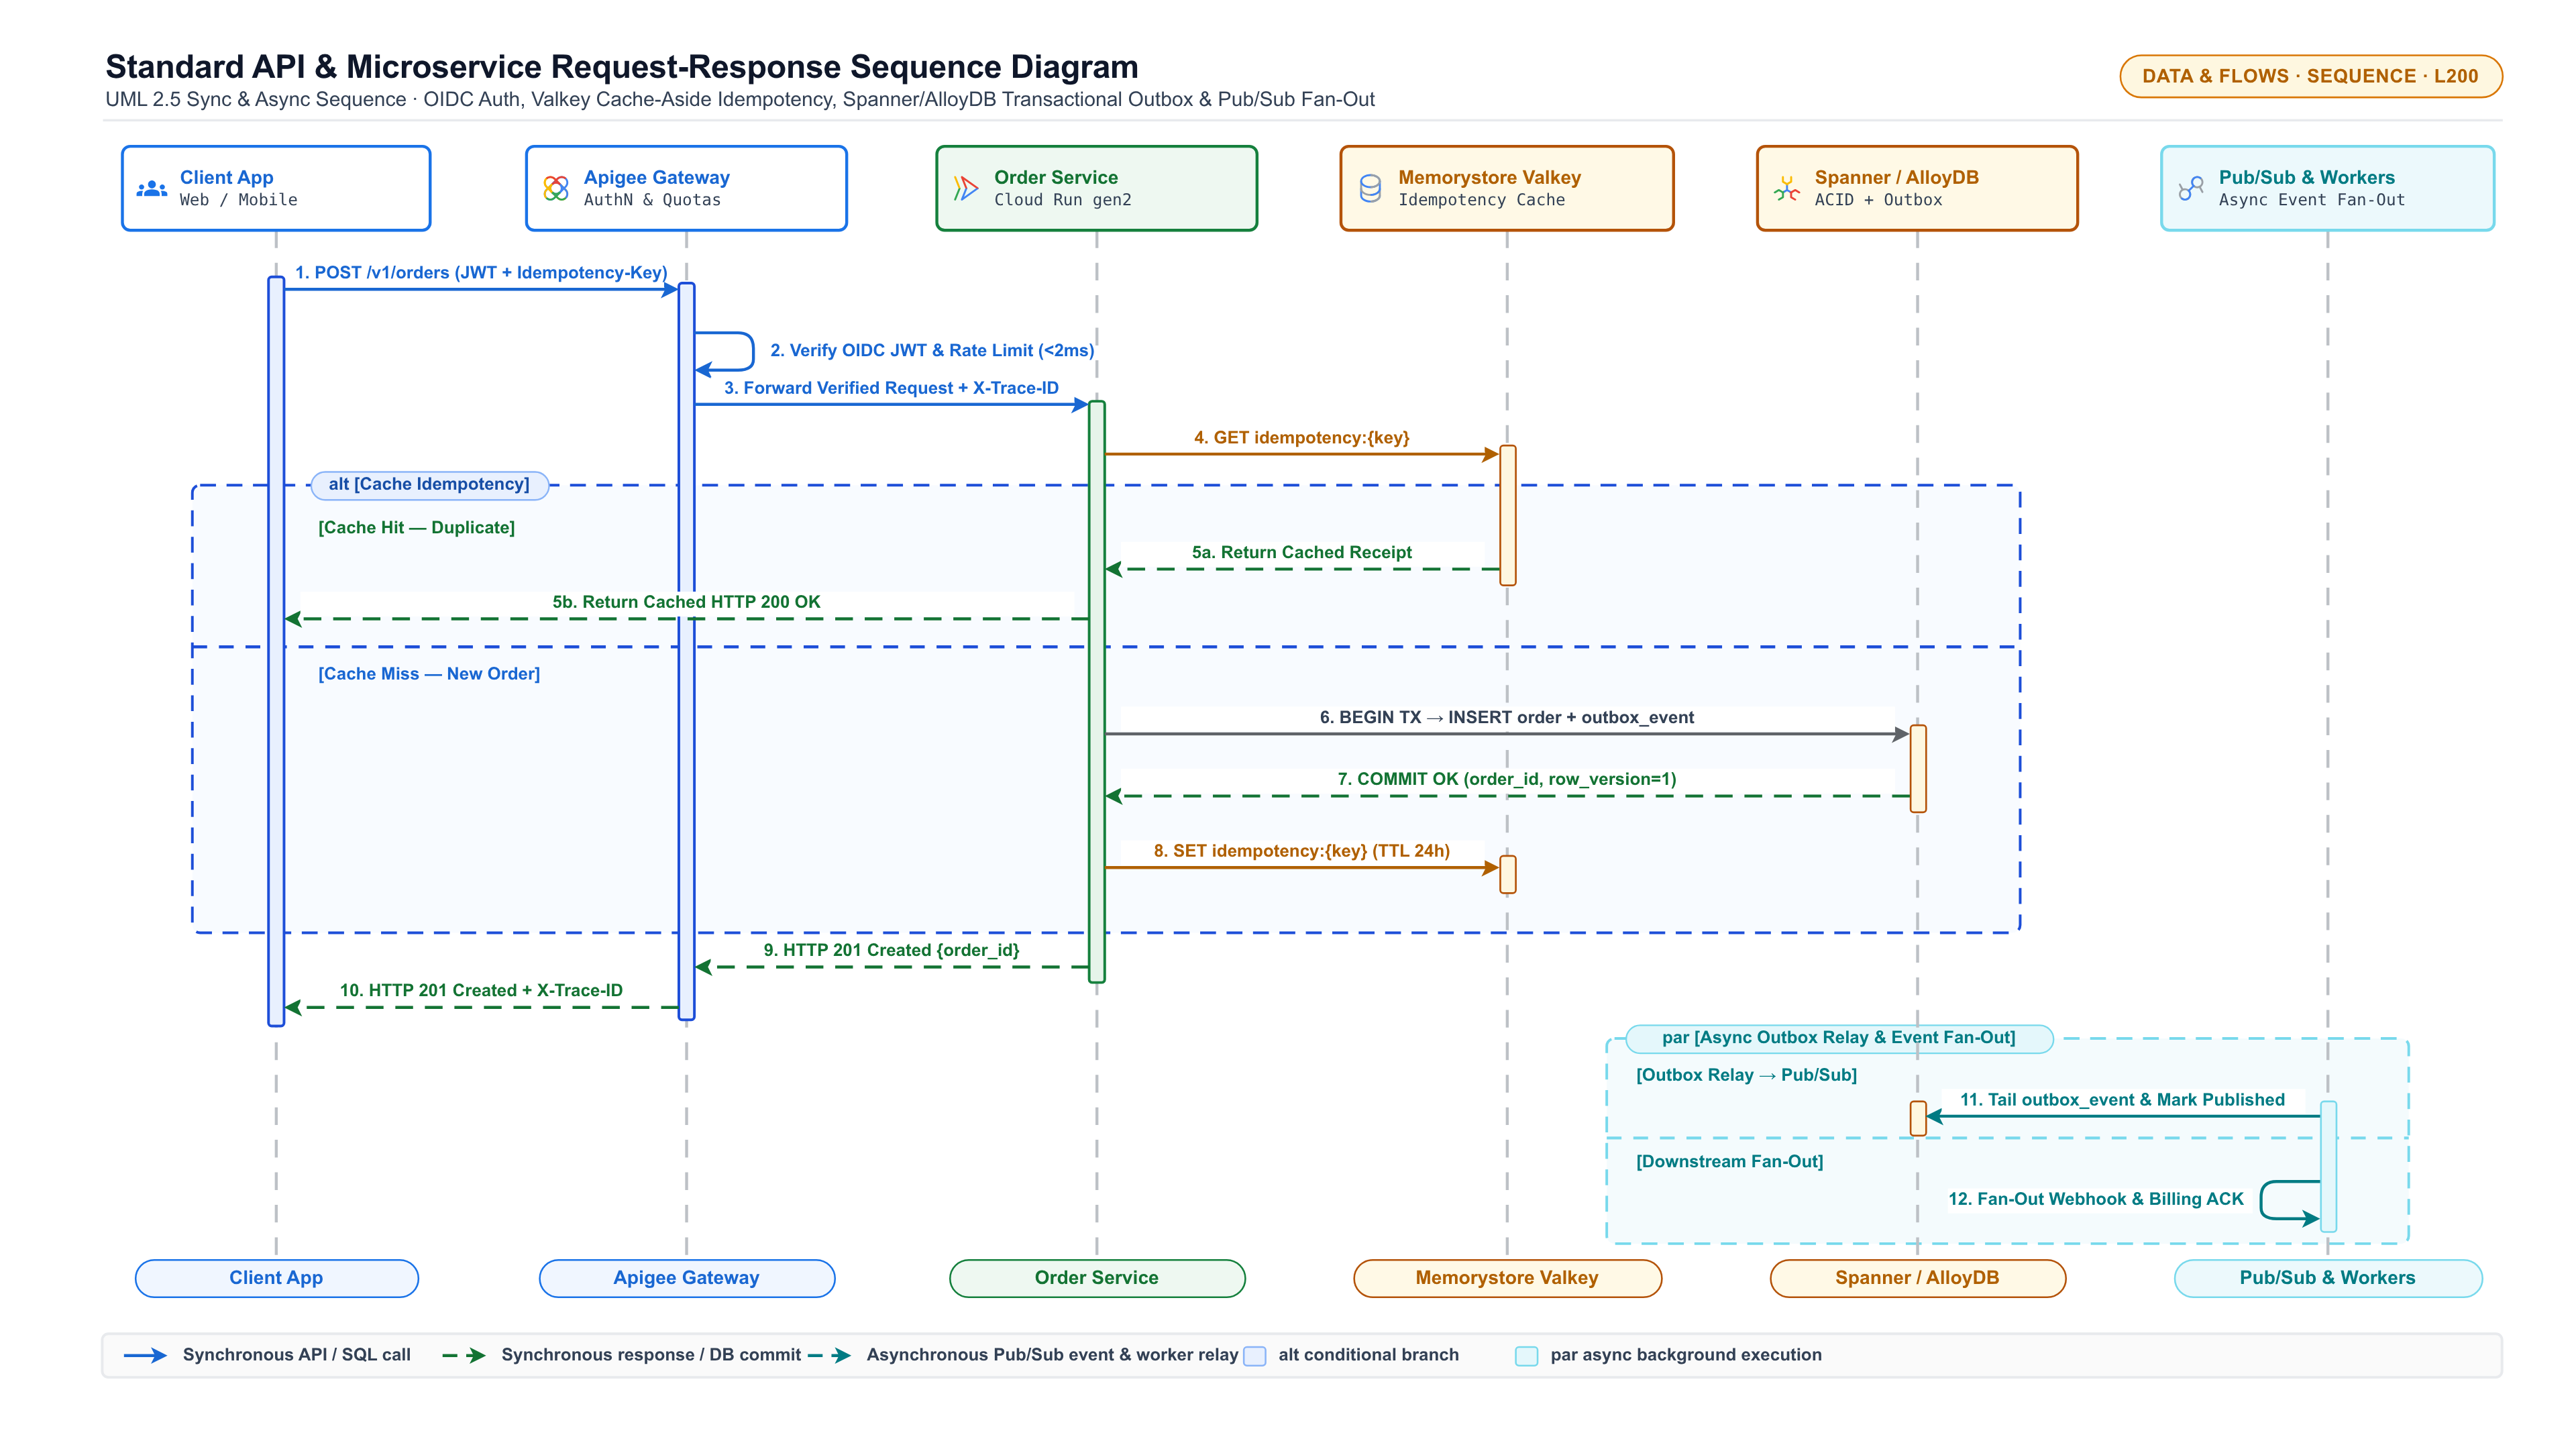 Standard API & Microservice Request-Response Sequence Diagram
UML 2.5 Sync & Async Sequence · OIDC Auth, Valkey Cache-Aside Idempotency, Spanner/AlloyDB Transactional Outbox & Pub/Sub Fan-Out
DATA & FLOWS · SEQUENCE · L200
Client App
Web / Mobile
Apigee Gateway
AuthN & Quotas
Order Service
Cloud Run gen2
Memorystore Valkey
Idempotency Cache
Spanner / AlloyDB
ACID + Outbox
Pub/Sub & Workers
Async Event Fan-Out
1. POST /v1/orders (JWT + Idempotency-Key)
2. Verify OIDC JWT & Rate Limit (<2ms)
3. Forward Verified Request + X-Trace-ID
4. GET idempotency:{key}
alt [Cache Idempotency]
[Cache Hit — Duplicate]
5a. Return Cached Receipt
5b. Return Cached HTTP 200 OK
[Cache Miss — New Order]
6. BEGIN TX → INSERT order + outbox_event
7. COMMIT OK (order_id, row_version=1)
8. SET idempotency:{key} (TTL 24h)
9. HTTP 201 Created {order_id}
10. HTTP 201 Created + X-Trace-ID
par [Async Outbox Relay & Event Fan-Out]
[Outbox Relay → Pub/Sub]
11. Tail outbox_event & Mark Published
[Downstream Fan-Out]
12. Fan-Out Webhook & Billing ACK
Client App
Apigee Gateway
Order Service
Memorystore Valkey
Spanner / AlloyDB
Pub/Sub & Workers
Synchronous API / SQL call
Synchronous response / DB commit
Asynchronous Pub/Sub event & worker relay
alt conditional branch
par async background execution